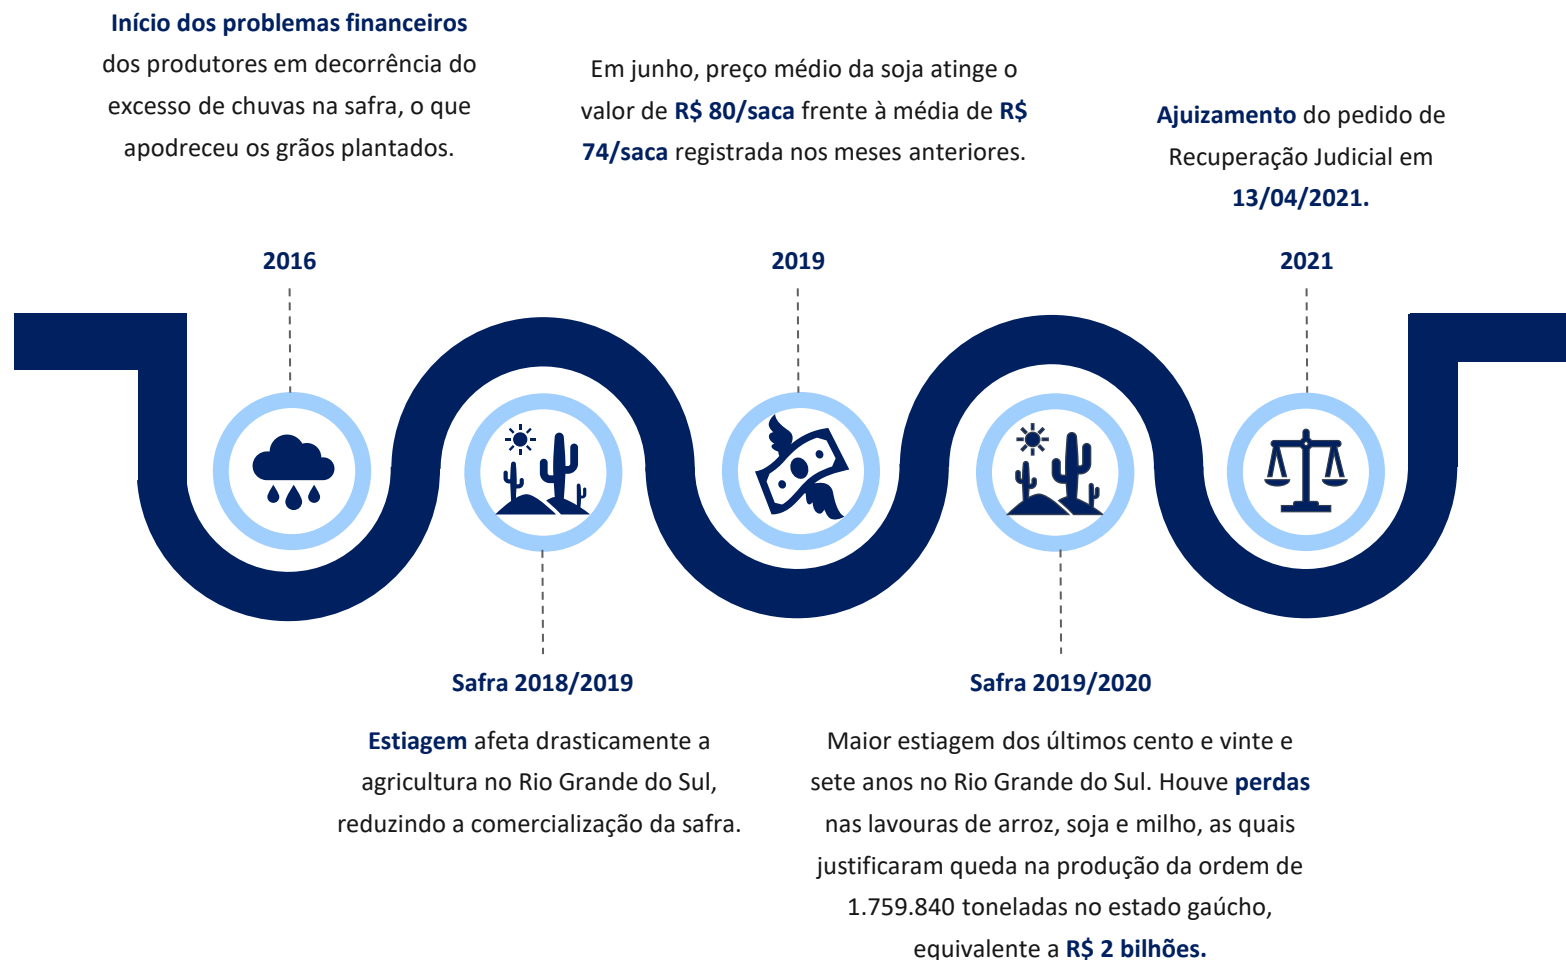 Início dos problemas financeiros
dos produtores em decorrência do
excesso de chuvas na safra, o que
apodreceu os grãos plantados.
2016
Em junho, preço médio da soja atinge o
valor de R$ 80/saca frente à média de R$
74/saca registrada nos meses anteriores.
2019
Ajuizamento do pedido de
Recuperação Judicial em
13/04/2021.
2021
Safra 2018/2019
Estiagem afeta drasticamente a
agricultura no Rio Grande do Sul,
reduzindo a comercialização da safra.
Safra 2019/2020
Maior estiagem dos últimos cento e vinte e
sete anos no Rio Grande do Sul. Houve perdas
nas lavouras de arroz, soja e milho, as quais
justificaram queda na produção da ordem de
1.759.840 toneladas no estado gaúcho,
equivalente a R$ 2 bilhões.